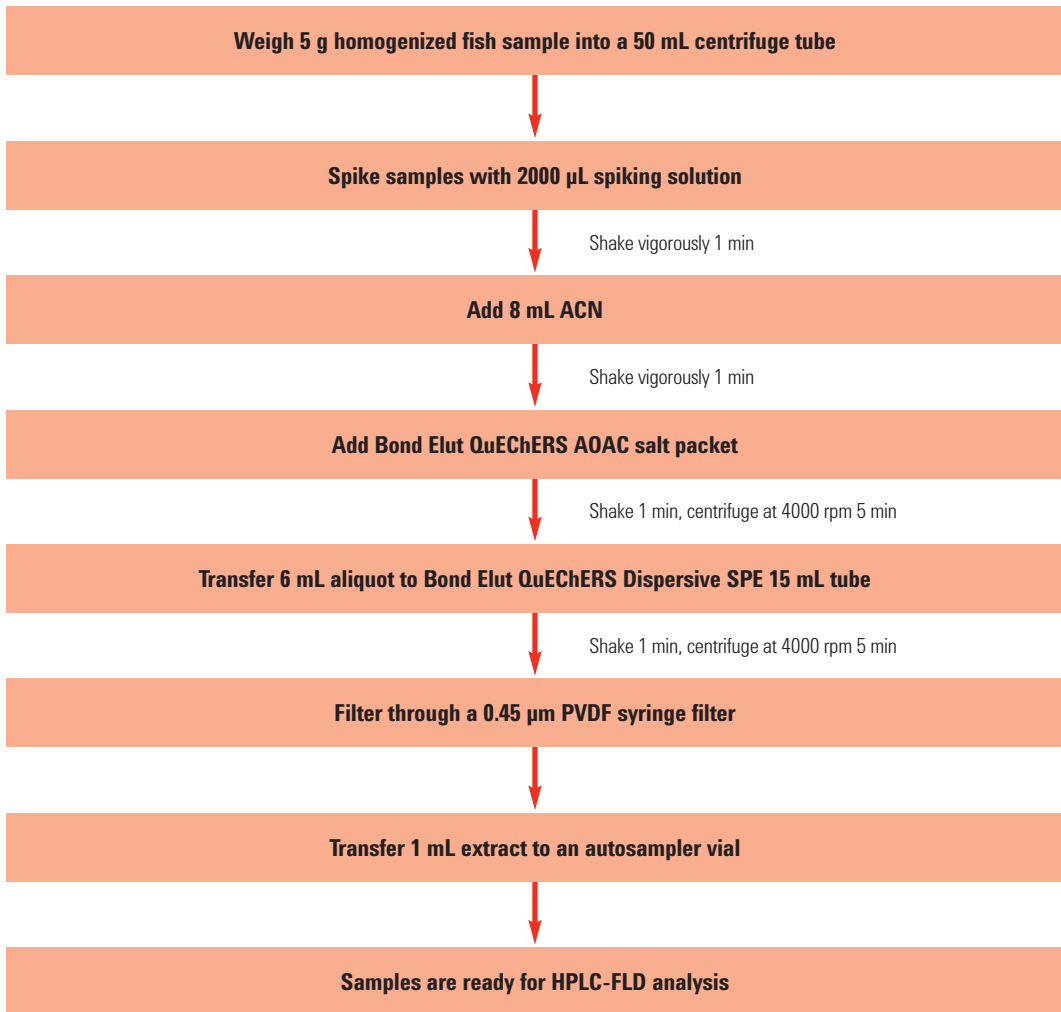 Weigh 5 g homogenized fish sample into a 50 mL centrifuge tube
Spike samples with 2000 µL spiking solution
Shake vigorously 1 min
Add 8 mL ACN
Shake vigorously 1 min
Add Bond Elut QuEChERS AOAC salt packet
Shake 1 min, centrifuge at 4000 rpm 5 min
Transfer 6 mL aliquot to Bond Elut QuEChERS Dispersive SPE 15 mL tube
Shake 1 min, centrifuge at 4000 rpm 5 min
Filter through a 0.45 µm PVDF syringe filter
Transfer 1 mL extract to an autosampler vial
Samples are ready for HPLC-FLD analysis